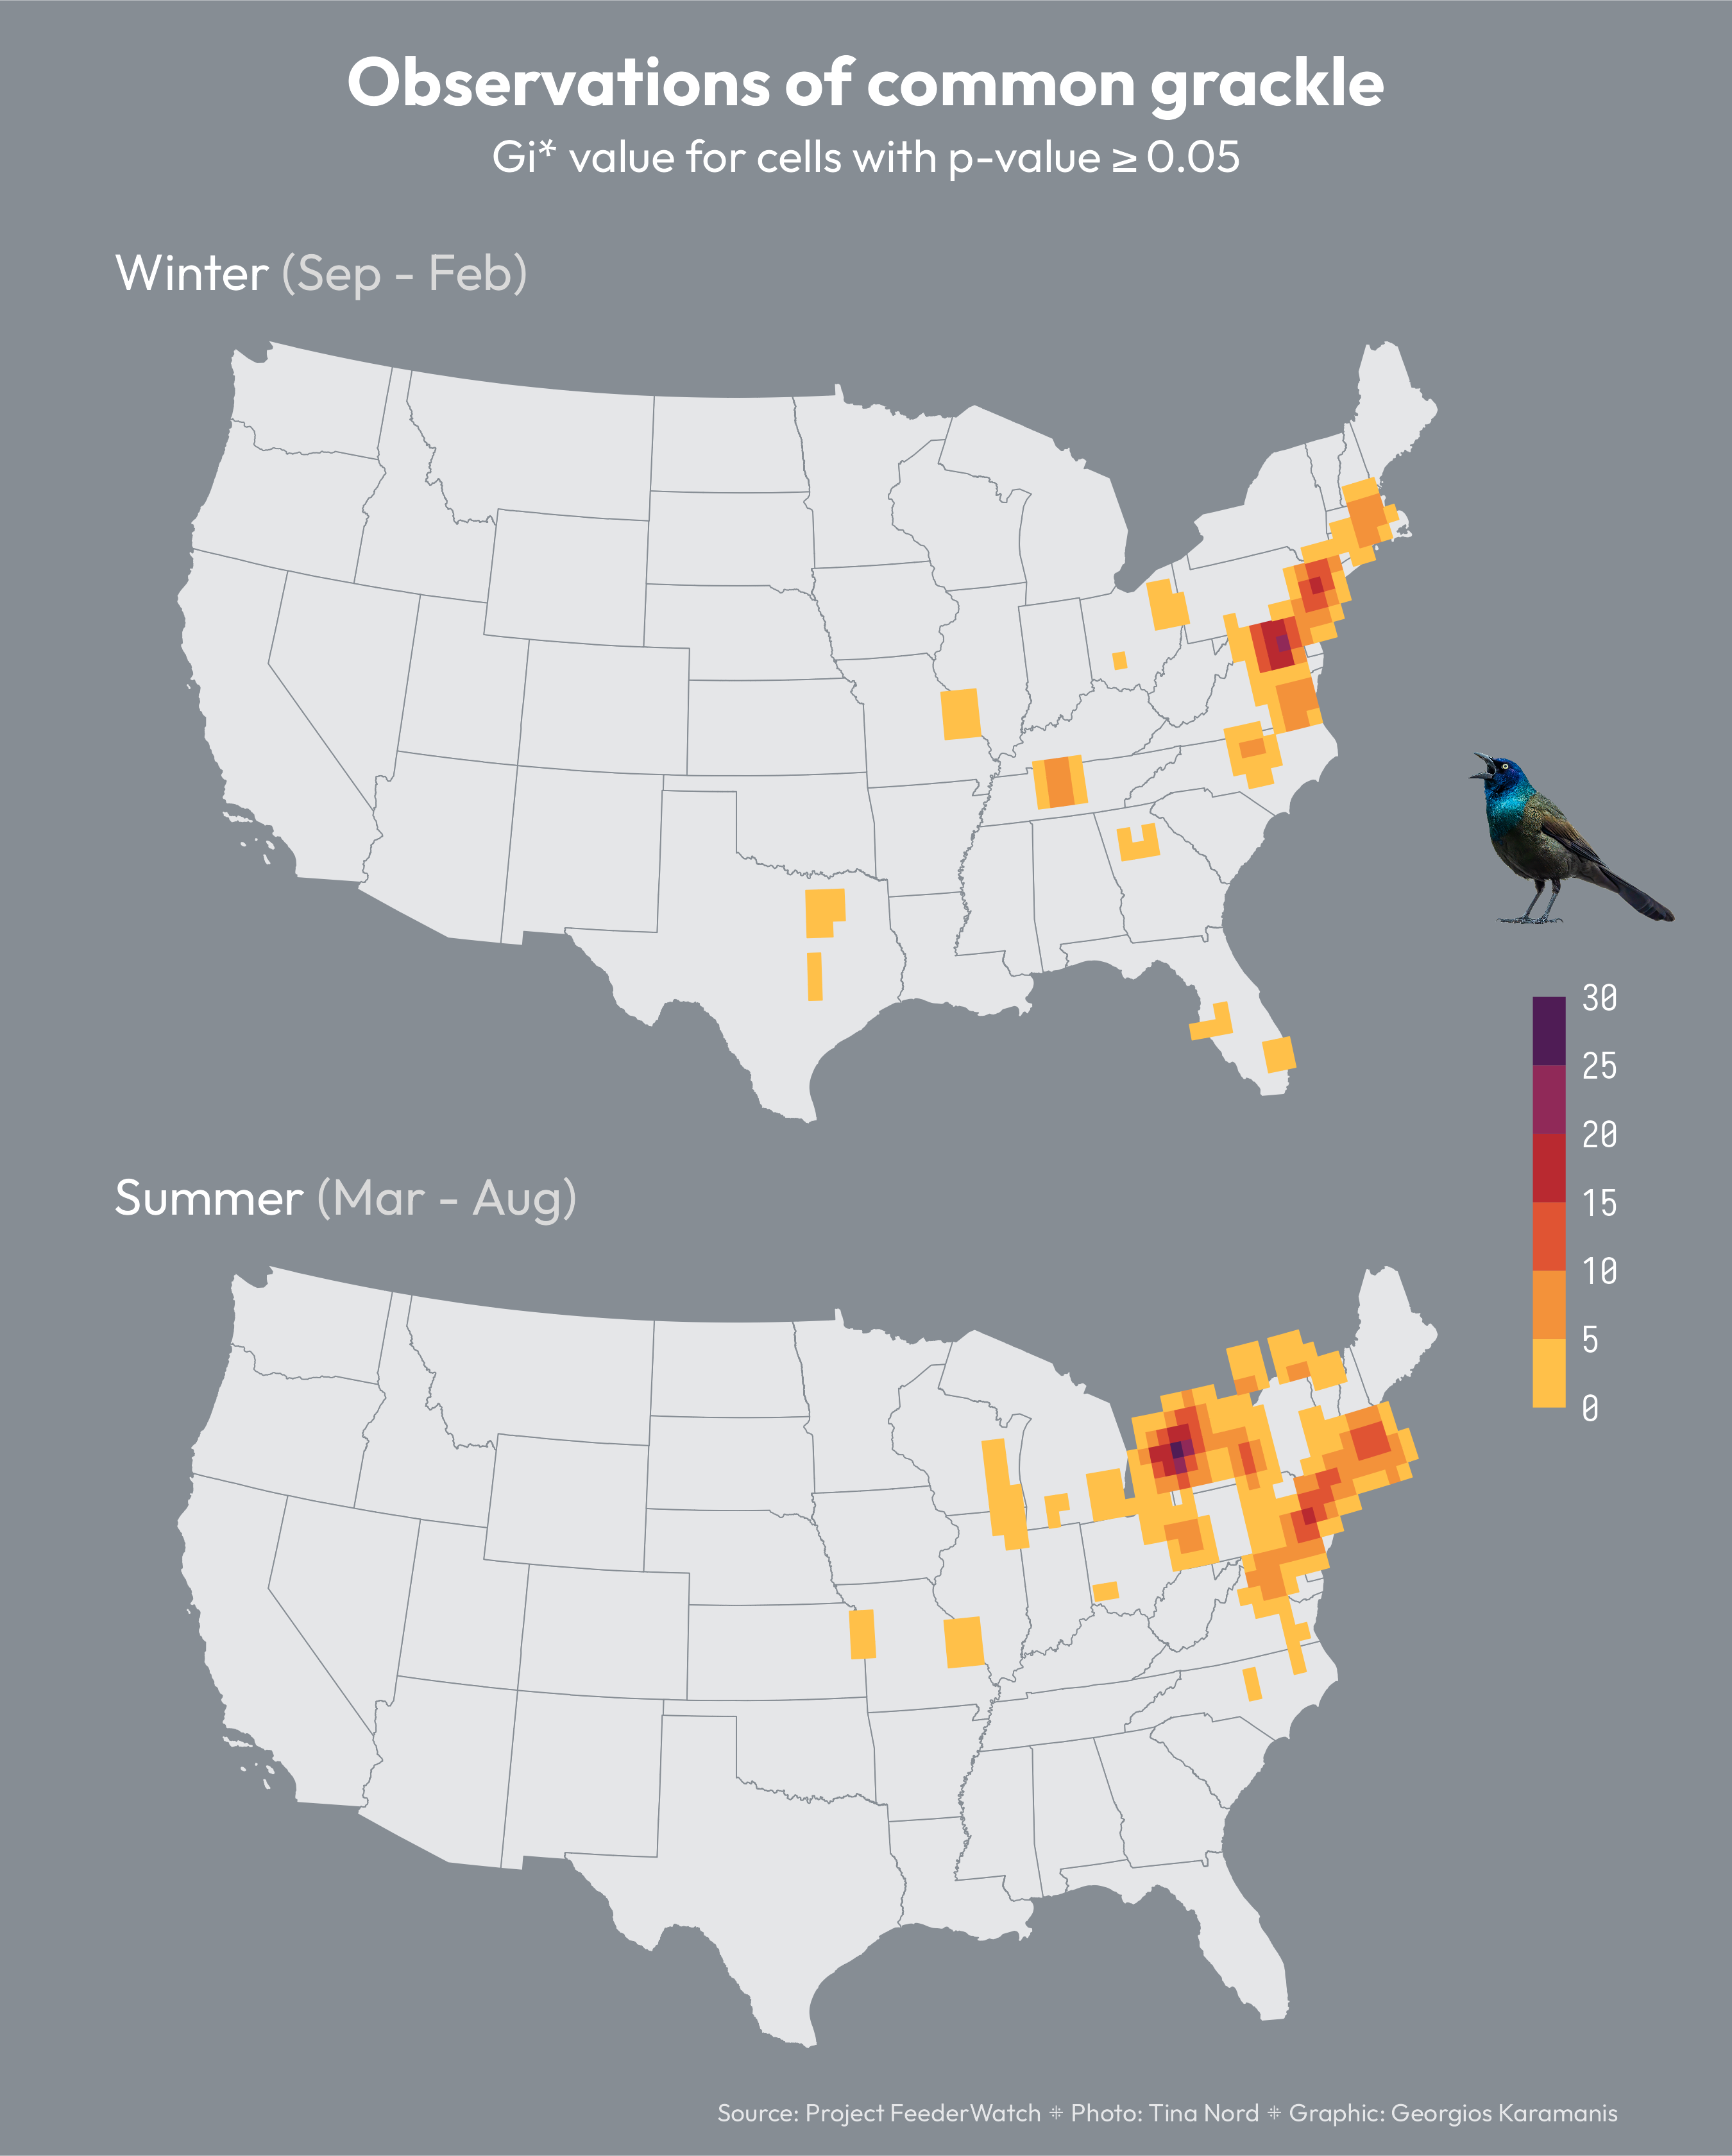 Observations of common grackle
Gi* value for cells with p-value ≥ 0.05
Winter (Sep - Feb)
30
25
20
15
10
5
0
Summer (Mar - Aug)
Source: Project FeederWatch ⁜ Photo: Tina Nord ⁜ Graphic: Georgios Karamanis